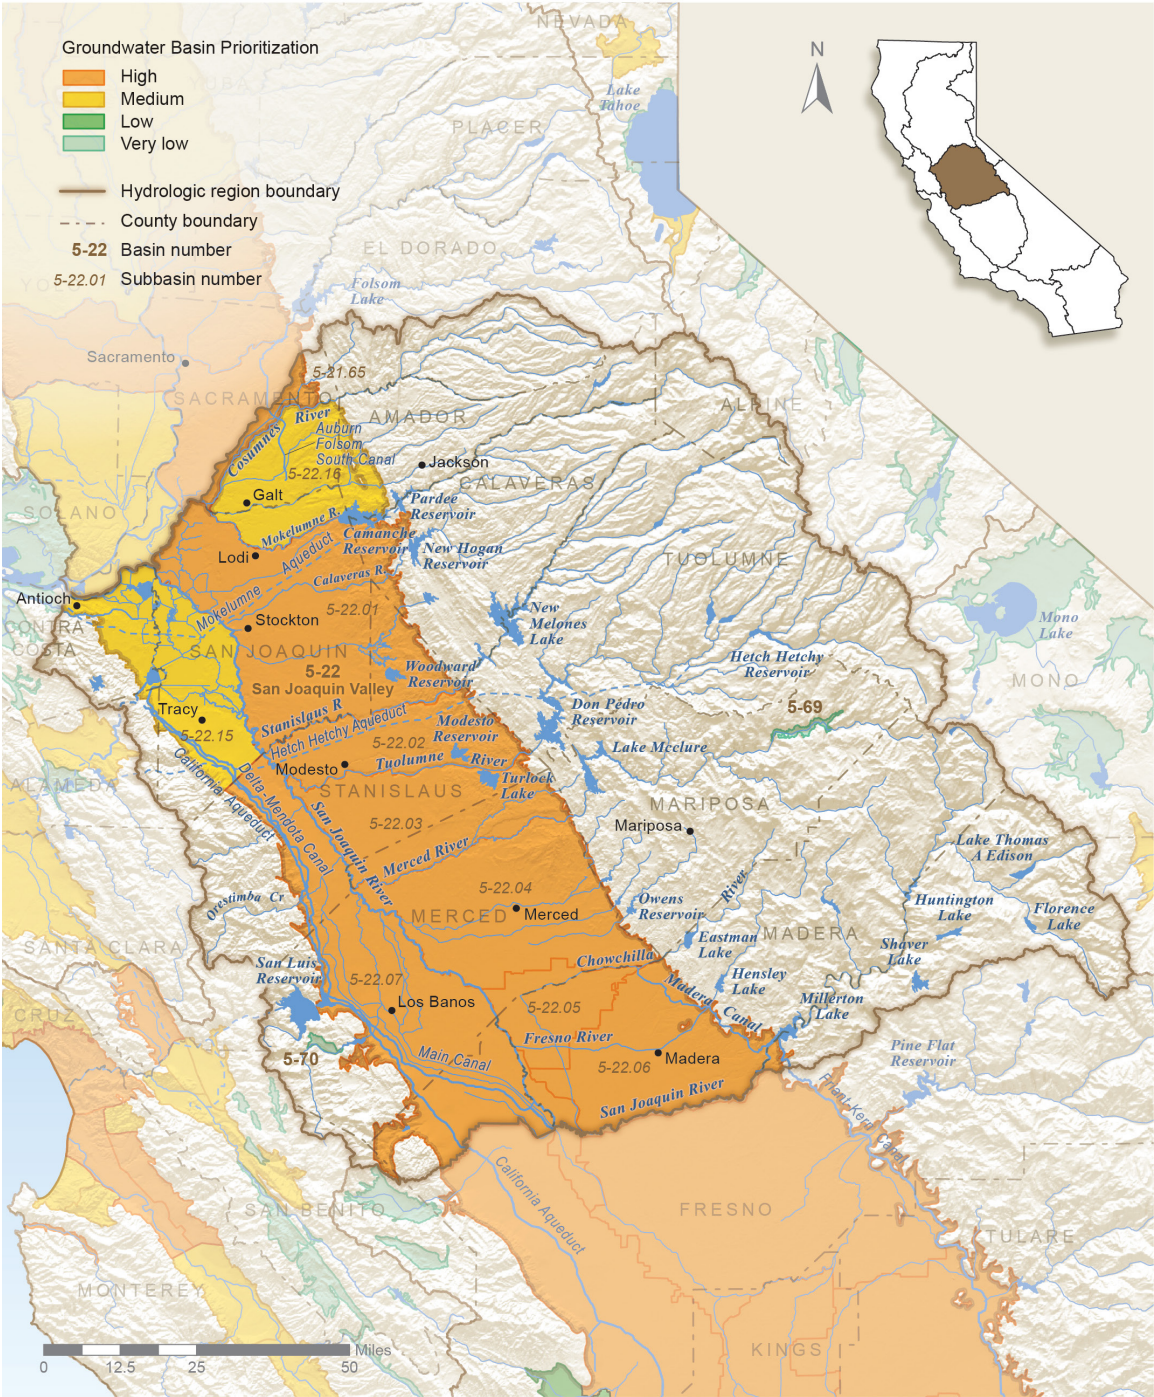 Groundwater Basin Prioritization
High
Medium
Low
Very low
Hydrologic region boundary
County boundary
5-22 Basin number
5-22.01 Subbasin number
N
NEVADA
Lake
Tahoe
PLACER
EL DORADO
Folsom
Lake
Sacramento
SACRAMENTO
5-21.65
AMADOR
ALPINE
Cosumnes
River
Auburn
Folsom
South Canal
5-22.16
Jackson
CALAVERAS
Galt
SOLANO
Pardee
Reservoir
Mokelumne R.
Camanche
Reservoir
New Hogan
Reservoir
Lodi
Mokelumne
Aqueduct
Calaveras R.
TUOLUMNE
Antioch
CONTRA
COSTA
5-22.01
Stockton
New
Melones
Lake
Mono
Lake
MONO
SAN JOAQUIN
5-22
San Joaquin Valley
Woodward
Reservoir
Hetch Hetchy
Reservoir
Tracy
5-22.15
Stanislaus R
Hetch Hetchy Aqueduct
Modesto
Reservoir
Don Pedro
Reservoir
5-69
5-22.02
Tuolumne
River
Lake Mcclure
Modesto
Turlock
Lake
STANISLAUS
ALAMEDA
California Aqueduct
Delta-Mendota Canal
San Joaquin River
5-22.03
MARIPOSA
Mariposa
Merced River
Lake Thomas
A Edison
5-22.04
MERCED
Merced
Owens
Reservoir
River
Huntington
Lake
Florence
Lake
Orestimba Cr
SANTA CLARA
Eastman
Lake
MADERA
Shaver
Lake
San Luis
Reservoir
5-22.07
Chowchilla
Hensley
Lake
Los Banos
5-22.05
Madera
Canal
Millerton
Lake
CRUZ
5-70
Main Canal
Fresno River
5-22.06
Madera
Pine Flat
Reservoir
San Joaquin River
Friant-Kern Canal
California Aqueduct
SAN BENITO
FRESNO
TULARE
MONTEREY
KINGS
Miles
0 12.5 25 50